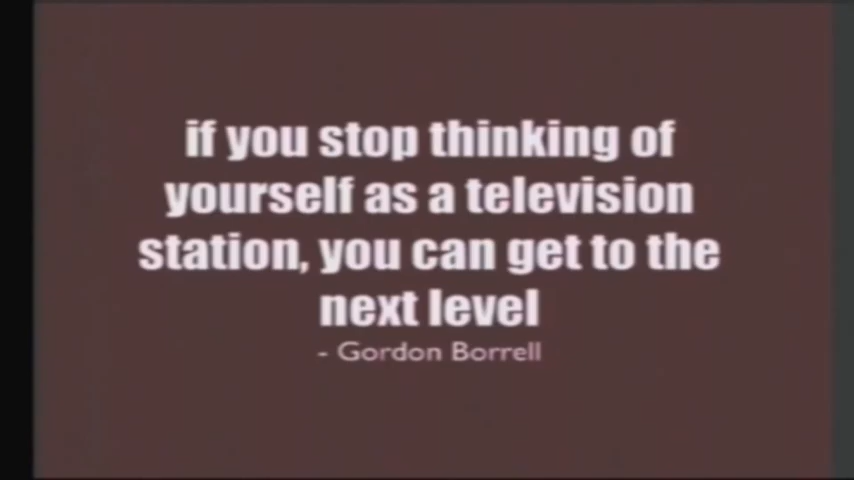 if you stop thinking of
yourself as a television
station, you can get to the
next level
- Gordon Borrell